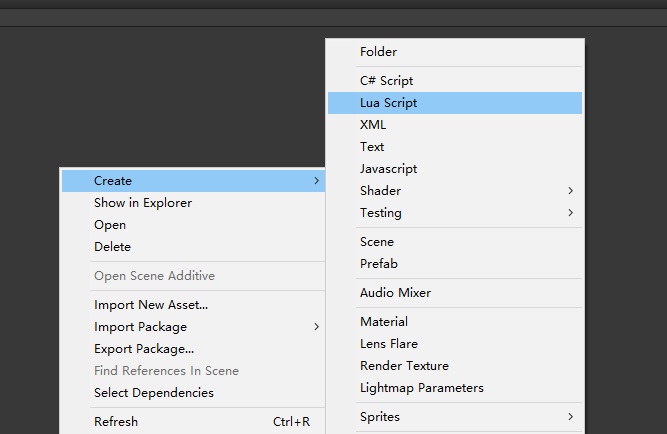 Folder
C# Script
Lua Script
XML
Text
Javascript
Shader
Testing
Scene
Prefab
Audio Mixer
Material
Lens Flare
Render Texture
Lightmap Parameters
Sprites
Create
Show in Explorer
Open
Delete
Open Scene Additive
Import New Asset...
Import Package
Export Package...
Find References In Scene
Select Dependencies
Refresh Ctrl+R